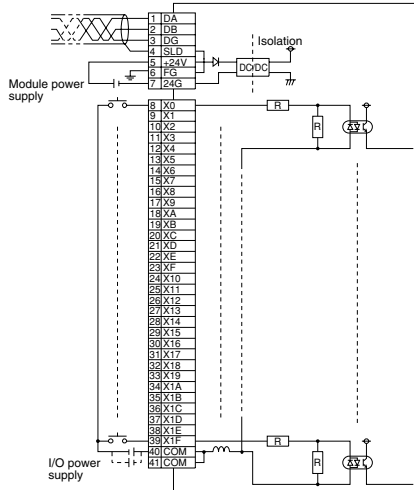 1 DA
2 DB
3 DG
4 SLD
5 +24V
6 FG
7 24G
Isolation
DC/DC
Module power
supply
8 X0
9 X1
10 X2
11 X3
12 X4
13 X5
14 X6
15 X7
16 X8
17 X9
18 XA
19 XB
20 XC
21 XD
22 XE
23 XF
24 X10
25 X11
26 X12
27 X13
28 X14
29 X15
30 X16
31 X17
32 X18
33 X19
34 X1A
35 X1B
36 X1C
37 X1D
38 X1E
39 X1F
40 COM
41 COM
R
R
R
R
I/O power
supply